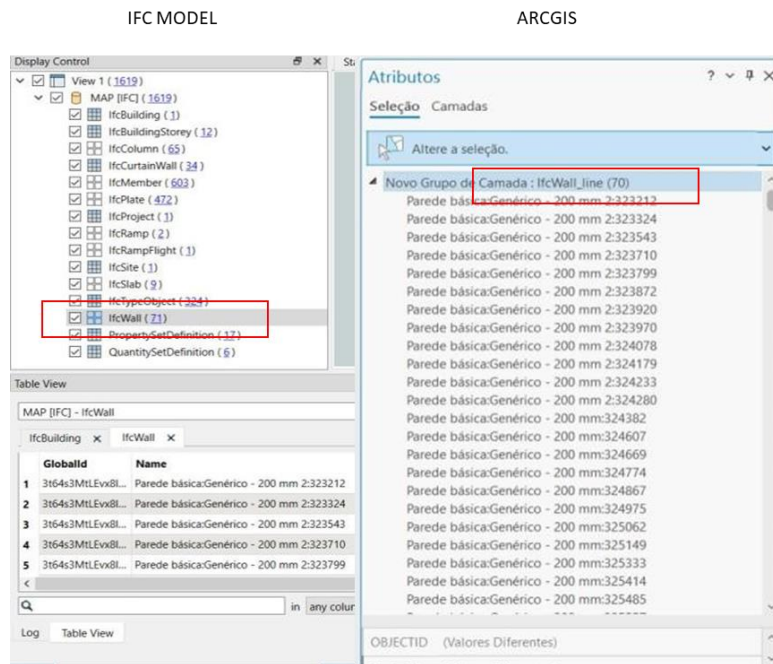 IFC MODEL
ARCGIS
Display Control
View 1 (1619)
MAP [IFC] (1619)
IfcBuilding (1)
IfcBuildingStorey (12)
IfcColumn (65)
IfcCurtainWall (34)
IfcMember (603)
IfcPlate (472)
IfcProject (1)
IfcRamp (2)
IfcRampFlight (1)
IfcSite (1)
IfcSlab (9)
IfcTypeObject (324)
IfcWall (71)
PropertySetDefinition (17)
QuantitySetDefinition (6)
Table View
MAP [IFC] - IfcWall
IfcBuilding
IfcWall
GlobalId Name
1 3t64s3MtLEvx8I... Parede básica:Genérico - 200 mm 2:323212
2 3t64s3MtLEvx8I... Parede básica:Genérico - 200 mm 2:323324
3 3t64s3MtLEvx8I... Parede básica:Genérico - 200 mm 2:323543
4 3t64s3MtLEvx8I... Parede básica:Genérico - 200 mm 2:323710
5 3t64s3MtLEvx8I... Parede básica:Genérico - 200 mm 2:323799
in any colur
Log Table View
Atributos
Seleção Camadas
Altere a seleção.
Novo Grupo de Camada : IfcWall_line (70)
Parede básica:Genérico - 200 mm 2:323212
Parede básica:Genérico - 200 mm 2:323324
Parede básica:Genérico - 200 mm 2:323543
Parede básica:Genérico - 200 mm 2:323710
Parede básica:Genérico - 200 mm 2:323799
Parede básica:Genérico - 200 mm 2:323872
Parede básica:Genérico - 200 mm 2:323920
Parede básica:Genérico - 200 mm 2:323970
Parede básica:Genérico - 200 mm 2:324078
Parede básica:Genérico - 200 mm 2:324179
Parede básica:Genérico - 200 mm 2:324233
Parede básica:Genérico - 200 mm 2:324280
Parede básica:Genérico - 200 mm:324382
Parede básica:Genérico - 200 mm:324607
Parede básica:Genérico - 200 mm:324669
Parede básica:Genérico - 200 mm:324774
Parede básica:Genérico - 200 mm:324867
Parede básica:Genérico - 200 mm:324975
Parede básica:Genérico - 200 mm:325062
Parede básica:Genérico - 200 mm:325149
Parede básica:Genérico - 200 mm:325333
Parede básica:Genérico - 200 mm:325414
Parede básica:Genérico - 200 mm:325485
OBJECTID (Valores Diferentes)